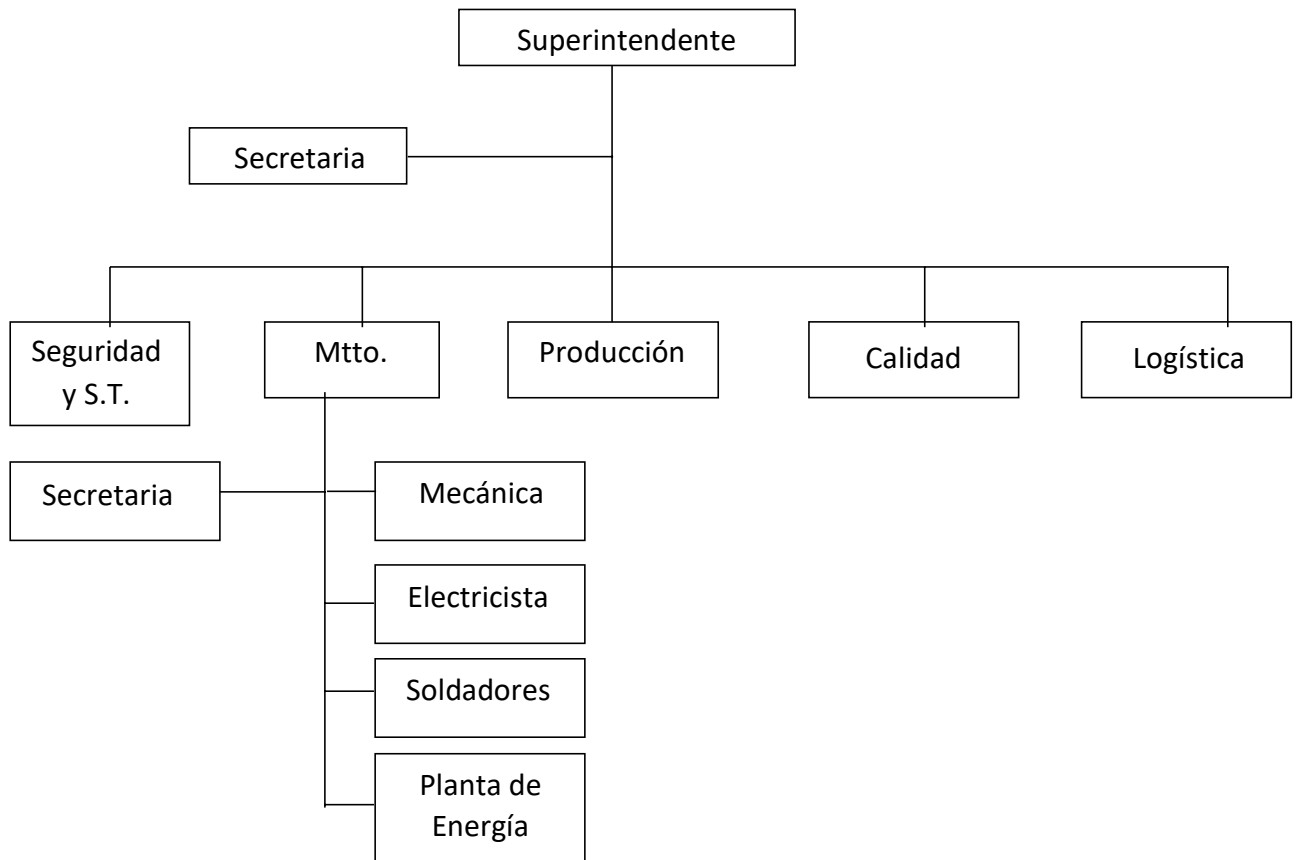 Superintendente
Secretaria
Seguridad
y S.T.
Mtto.
Producción
Calidad
Logística
Secretaria
Mecánica
Electricista
Soldadores
Planta de
Energía